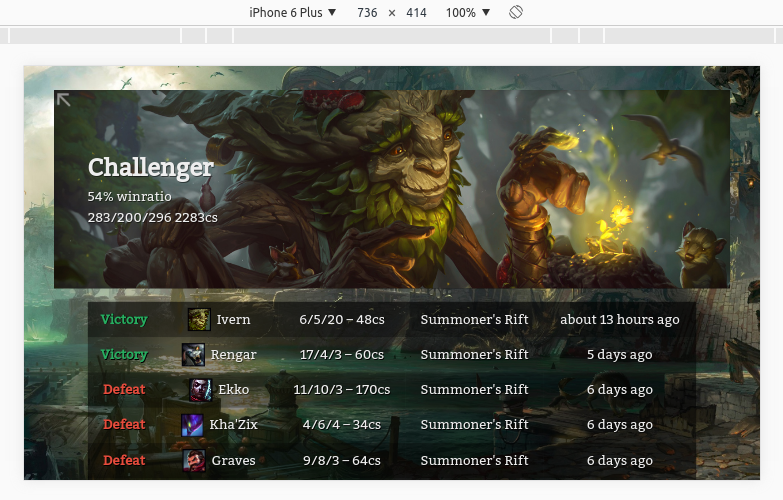 iPhone 6 Plus ▼ 736 × 414 100% ▼
Challenger
54% winratio
283/200/296 2283cs
Victory Ivern 6/5/20 – 48cs Summoner's Rift about 13 hours ago
Victory Rengar 17/4/3 – 60cs Summoner's Rift 5 days ago
Defeat Ekko 11/10/3 – 170cs Summoner's Rift 6 days ago
Defeat Kha'Zix 4/6/4 – 34cs Summoner's Rift 6 days ago
Defeat Graves 9/8/3 – 64cs Summoner's Rift 6 days ago